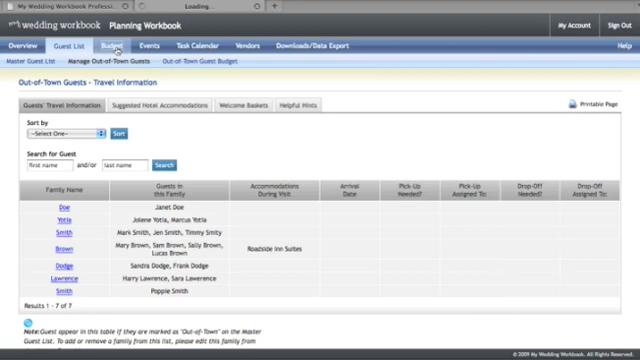 My Wedding Workbook Professi...
Loading...
my wedding workbook Planning Workbook
My Account Sign Out
Overview Guest List Budget Events Task Calendar Vendors Downloads/Data Export Help
Master Guest List Manage Out-of-Town Guests Out-of-Town Guest Budget
Out-of-Town Guests - Travel Information
Guests' Travel Information Suggested Hotel Accommodations Welcome Baskets Helpful Hints
Printable Page
Sort by
--Select One-- Sort
Search for Guest
first name and/or last name Search
Family Name Guests in this Family Accommodations During Visit Arrival Date Pick-Up Needed? Pick-Up Assigned To: Drop-Off Needed? Drop-Off Assigned To:
Doe Janet Doe
Yotia Jolene Yotia, Marcus Yotia
Smith Mark Smith, Jen Smith, Timmy Smity
Brown Mary Brown, Sam Brown, Sally Brown, Lucas Brown Roadside Inn Suites
Dodge Sandra Dodge, Frank Dodge
Lawrence Harry Lawrence, Sara Lawerence
Smith Poppie Smith
Results 1 - 7 of 7
Note: Guest appear in this table if they are marked as "Out-of-Town" on the Master
Guest List. To add or remove a family from this list, please edit this family from
© 2009 My Wedding Workbook. All Rights Reserved.